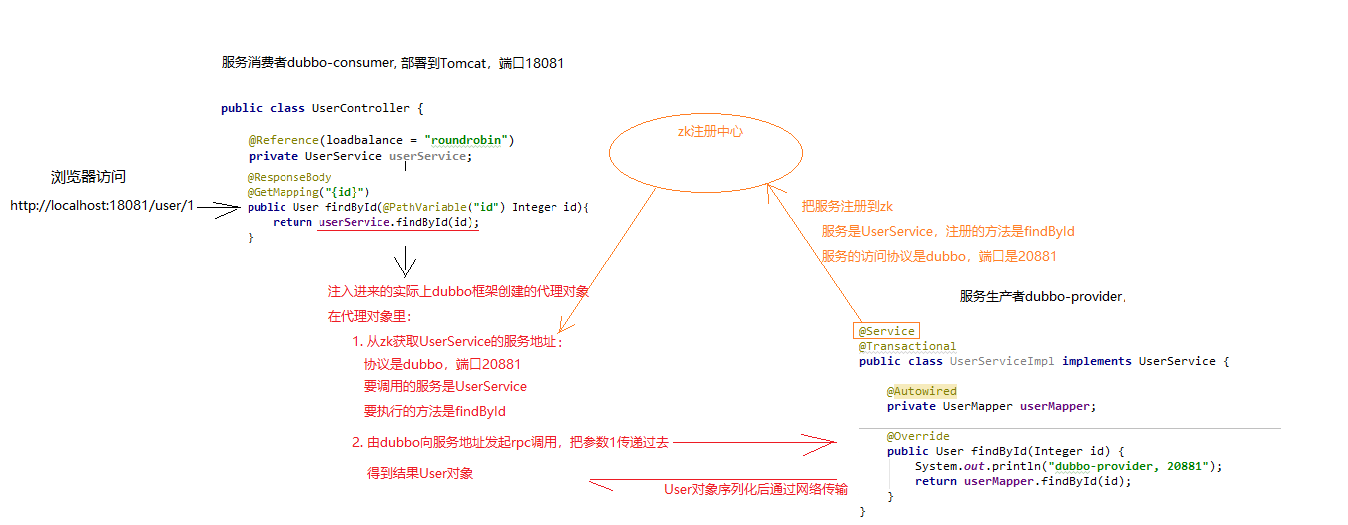 服务消费者dubbo-consumer, 部署到Tomcat，端口18081
public class UserController {
@Reference(loadbalance = "roundrobin")
private UserService userService;
@ResponseBody
@GetMapping("{id}")
public User findById(@PathVariable("id") Integer id){
return userService.findById(id);
}
浏览器访问
http://localhost:18081/user/1
注入进来的实际上dubbo框架创建的代理对象
在代理对象里：
1. 从zk获取UserService的服务地址：
协议是dubbo，端口20881
要调用的服务是UserService
要执行的方法是findById
2. 由dubbo向服务地址发起rpc调用，把参数1传递过去
得到结果User对象
User对象序列化后通过网络传输
zk注册中心
把服务注册到zk
服务是UserService，注册的方法是findById
服务的访问协议是dubbo，端口是20881
服务生产者dubbo-provider,
@Service
@Transactional
public class UserServiceImpl implements UserService {
@Autowired
private UserMapper userMapper;
@Override
public User findById(Integer id) {
System.out.println("dubbo-provider, 20881");
return userMapper.findById(id);
}
}